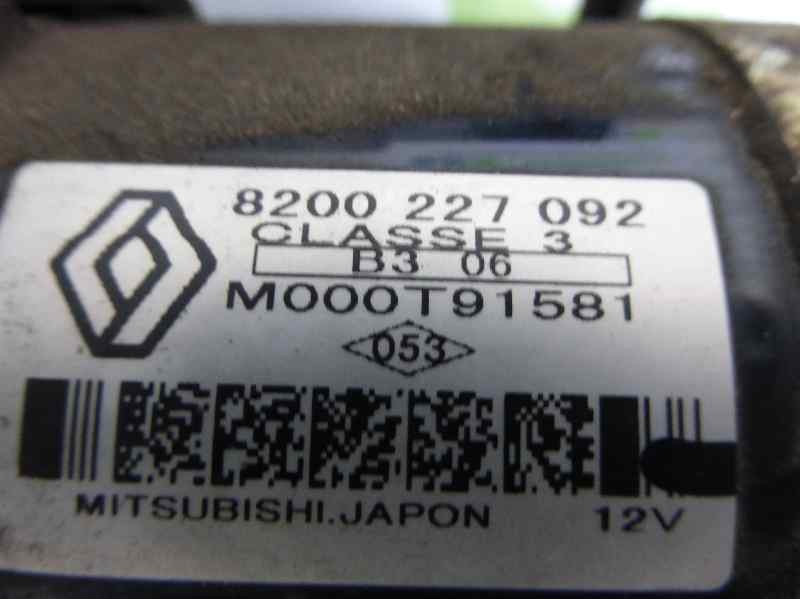 8200 227 092
CLASSE 3
B3 06
M000T91581
053
MITSUBISHI.JAPON 12V